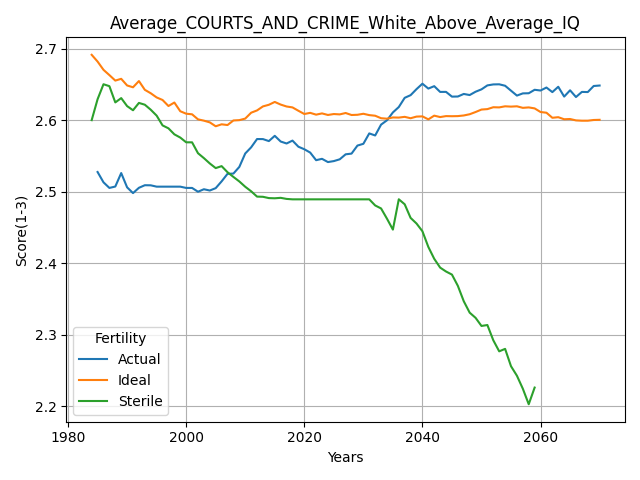 Average_COURTS_AND_CRIME_White_Above_Average_IQ
Score(1-3)
2.7
2.6
2.5
2.4
2.3
2.2
Fertility
Actual
Ideal
Sterile
1980 2000 2020 2040 2060
Years